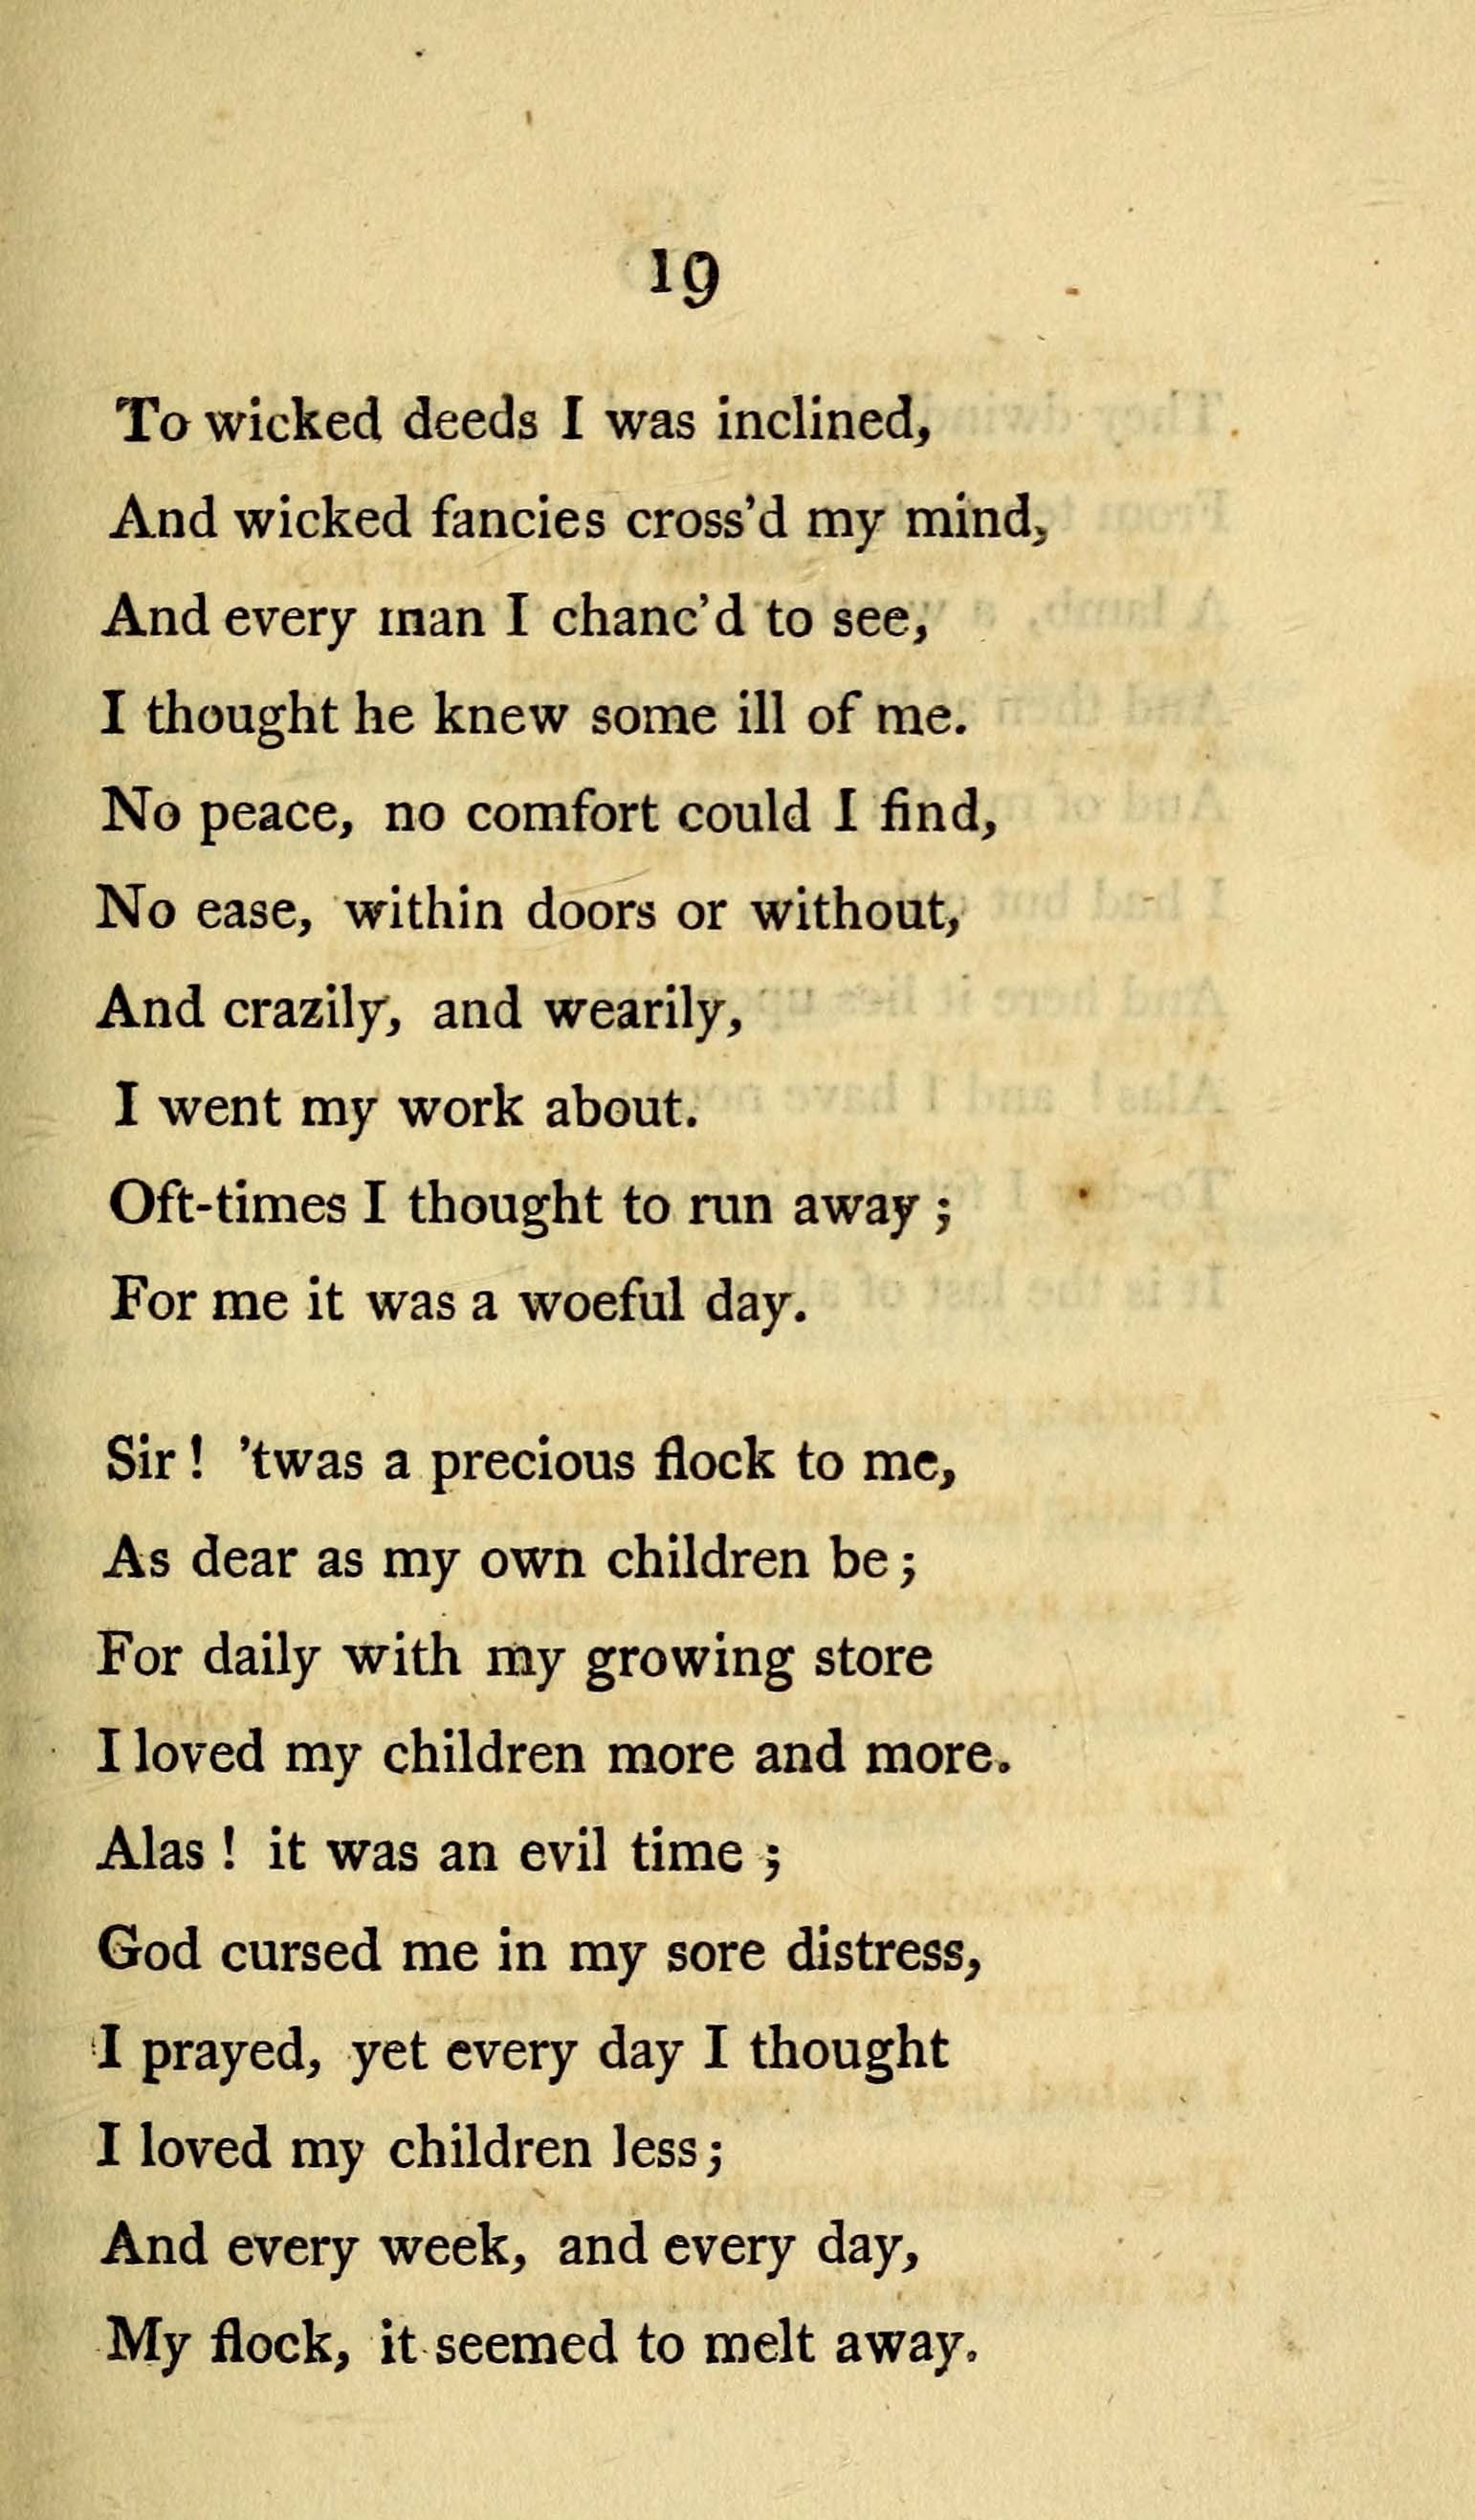 19
To wicked deeds I was inclined,
And wicked fancies cross'd my mind,
And every man I chanc'd to see,
I thought he knew some ill of me.
No peace, no comfort could I find,
No ease, within doors or without,
And crazily, and wearily,
I went my work about.
Oft-times I thought to run away ;
For me it was a woeful day.
Sir ! 'twas a precious flock to me,
As dear as my own children be ;
For daily with my growing store
I loved my children more and more.
Alas ! it was an evil time ;
God cursed me in my sore distress,
I prayed, yet every day I thought
I loved my children less ;
And every week, and every day,
My flock, it seemed to melt away.